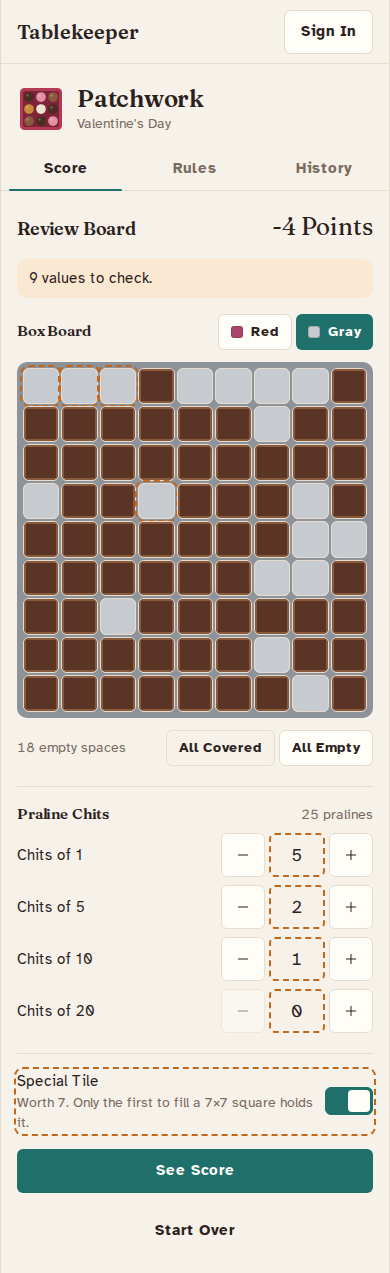 Tablekeeper
Sign In
Patchwork
Valentine's Day
Score
Rules
History
Review Board
-4 Points
9 values to check.
Box Board
Red
Gray
18 empty spaces
All Covered
All Empty
Praline Chits
25 pralines
Chits of 1
5
Chits of 5
2
Chits of 10
1
Chits of 20
0
Special Tile
Worth 7. Only the first to fill a 7×7 square holds
it.
See Score
Start Over